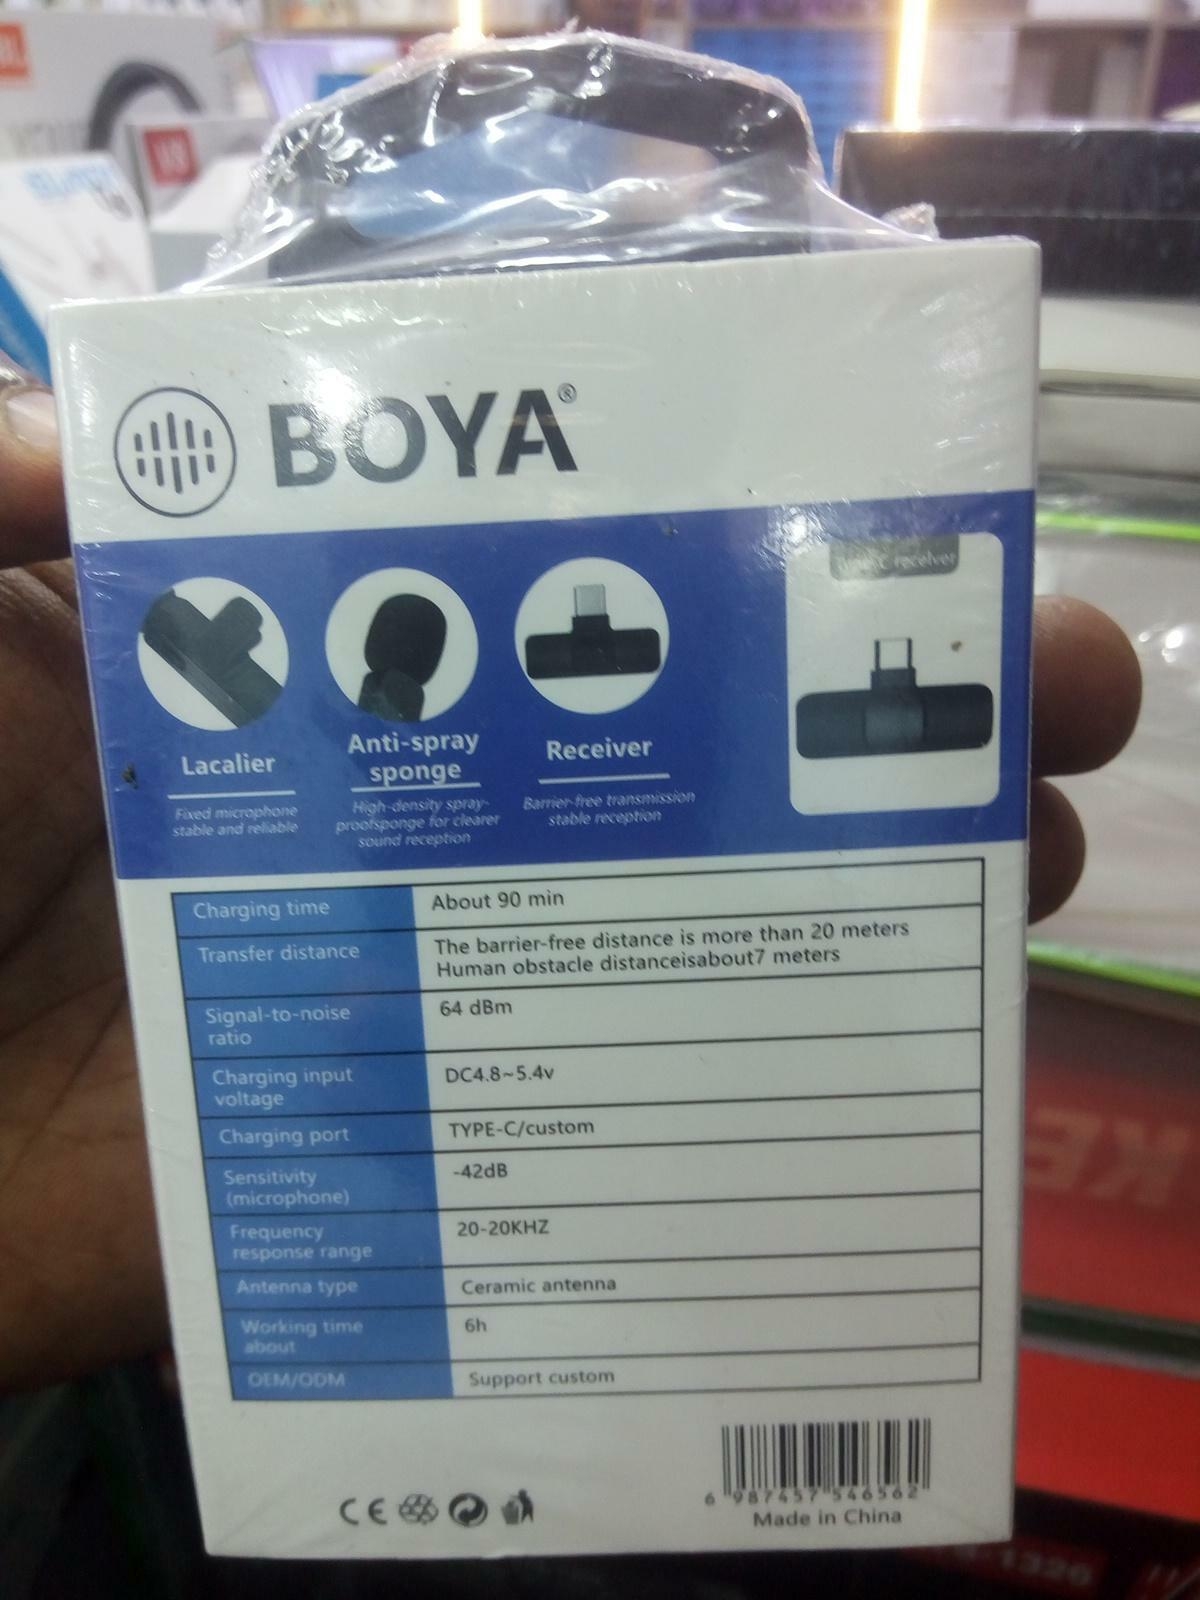 BOYA®
Type-C receiver
Lacalier
Fixed microphone
stable and reliable
Anti-spray
sponge
High-density spray-
proofsponge for clearer
sound reception
Receiver
Barrier-free transmission
stable reception
Charging time About 90 min
Transfer distance The barrier-free distance is more than 20 meters
Human obstacle distanceisabout7 meters
Signal-to-noise
ratio
64 dBm
Charging input
voltage
DC4.8~5.4v
Charging port TYPE-C/custom
Sensitivity
(microphone)
-42dB
Frequency
response range
20-20KHZ
Antenna type Ceramic antenna
Working time
about
6h
OEM/ODM Support custom
CE
6 987457 546562
Made in China
KE
-1326